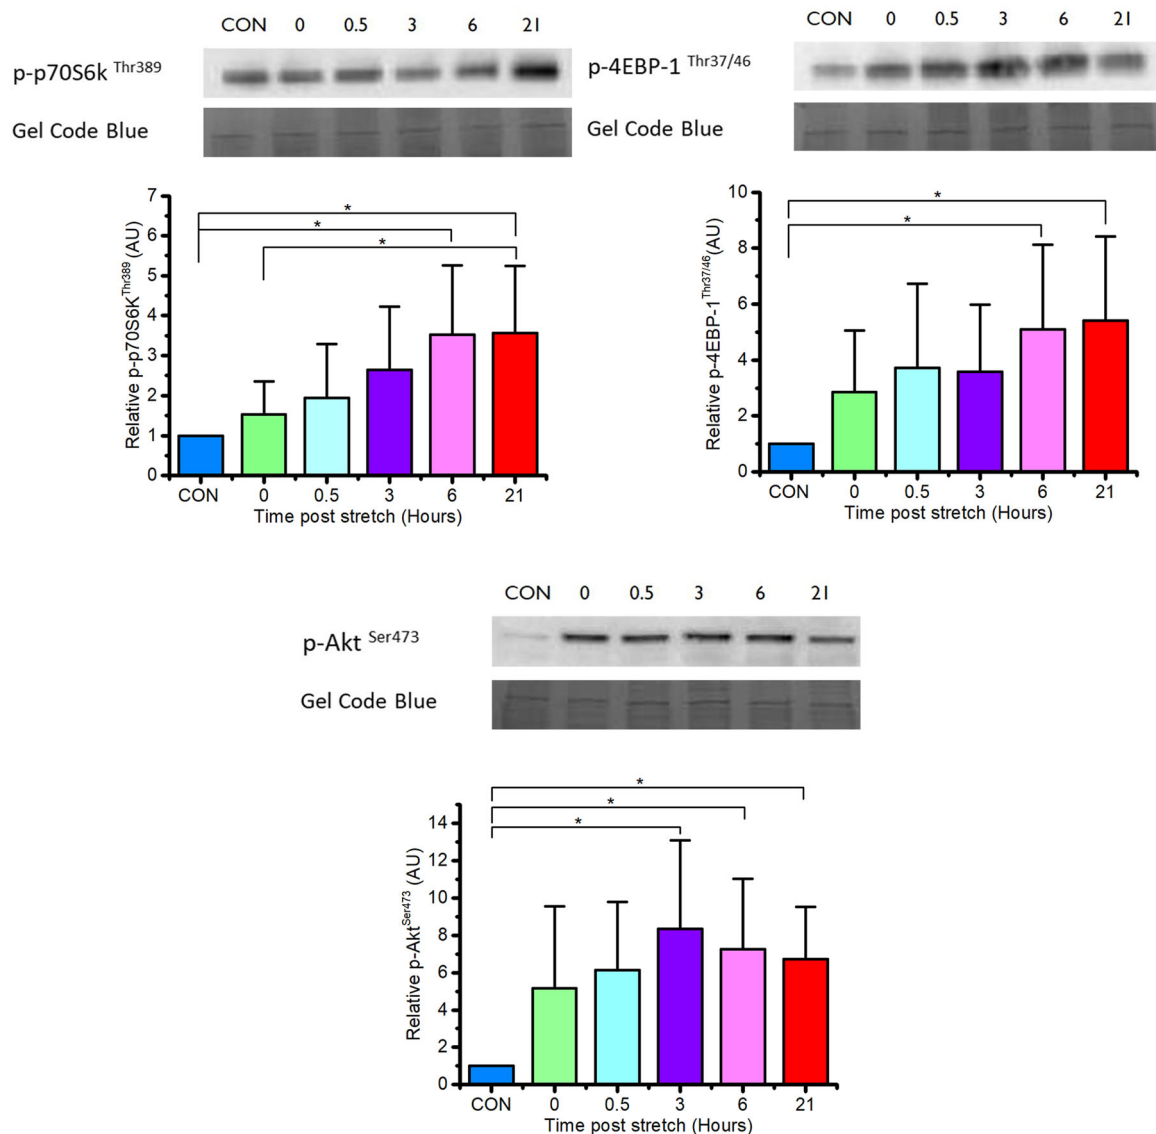 CON 0 0.5 3 6 21
p-p70S6k Thr389
Gel Code Blue
*
*
*
7
6
5
4
3
2
1
0
Relative p-p70S6K Thr389 (AU)
CON 0 0.5 3 6 21
Time post stretch (Hours)
CON 0 0.5 3 6 21
p-4EBP-1 Thr37/46
Gel Code Blue
*
*
10
8
6
4
2
0
Relative p-4EBP-1 Thr37/46 (AU)
CON 0 0.5 3 6 21
Time post stretch (Hours)
CON 0 0.5 3 6 21
p-Akt Ser473
Gel Code Blue
*
*
*
14
12
10
8
6
4
2
0
Relative p-Akt Ser473 (AU)
CON 0 0.5 3 6 21
Time post stretch (Hours)